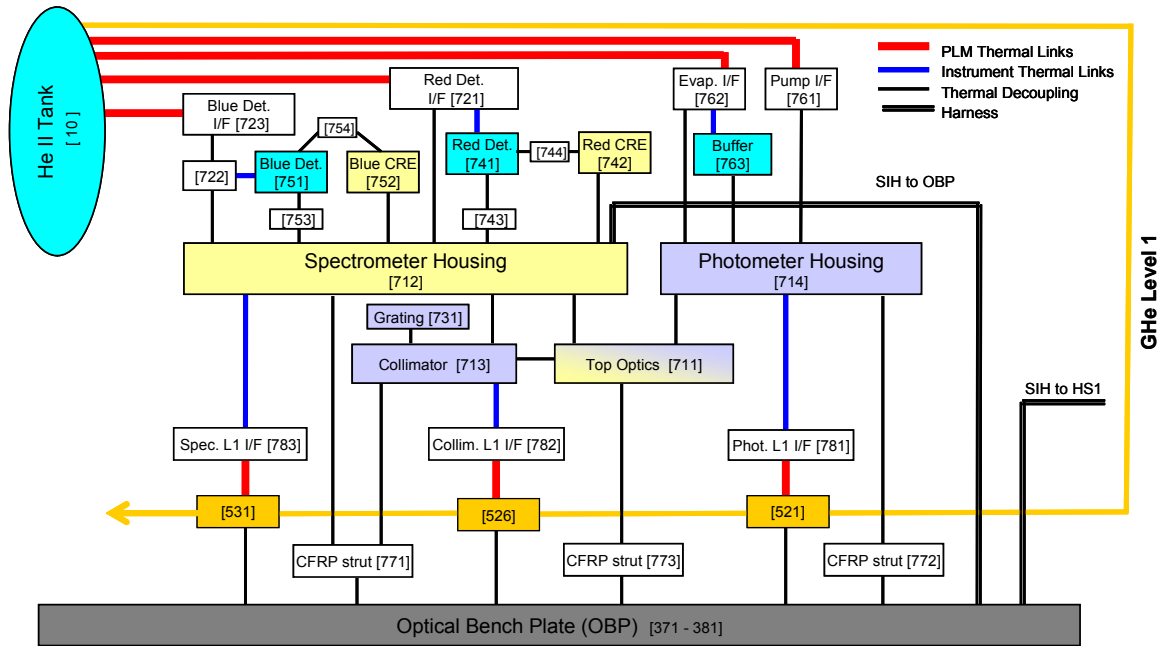 He II Tank
[10 ]
PLM Thermal Links
Instrument Thermal Links
Thermal Decoupling
Harness
Blue Det.
I/F [723]
Red Det.
I/F [721]
Evap. I/F
[762]
Pump I/F
[761]
[754]
[722]
Blue Det.
[751]
Blue CRE
[752]
Red Det.
[741]
[744]
Red CRE
[742]
Buffer
[763]
[753]
[743]
SIH to OBP
Spectrometer Housing
[712]
Photometer Housing
[714]
GHe Level 1
Grating [731]
Collimator [713]
Top Optics [711]
SIH to HS1
Spec. L1 I/F [783]
Collim. L1 I/F [782]
Phot. L1 I/F [781]
[531]
[526]
[521]
CFRP strut [771]
CFRP strut [773]
CFRP strut [772]
Optical Bench Plate (OBP) [371 - 381]